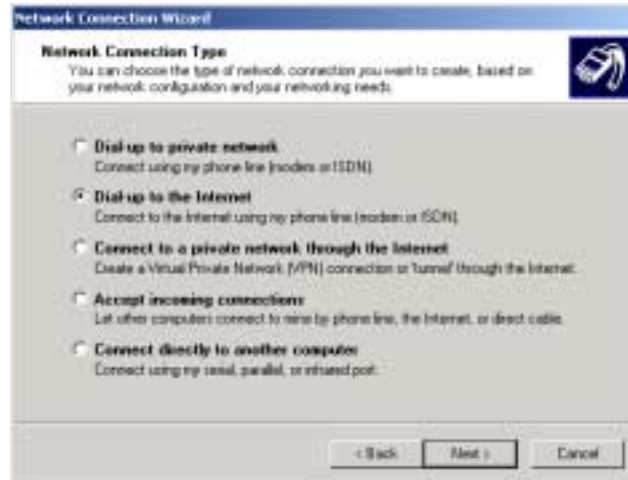 Network Connection Wizard
Network Connection Type
You can choose the type of network connection you want to create, based on
your network configuration and your networking needs.
Dial-up to private network
Connect using my phone line (modem or ISDN).
Dial-up to the Internet
Connect to the Internet using my phone line (modem or ISDN).
Connect to a private network through the Internet
Create a Virtual Private Network (VPN) connection or 'tunnel' through the Internet.
Accept incoming connections
Let other computers connect to mine by phone line, the Internet, or direct cable.
Connect directly to another computer
Connect using my serial, parallel, or infrared port.
< Back
Next >
Cancel